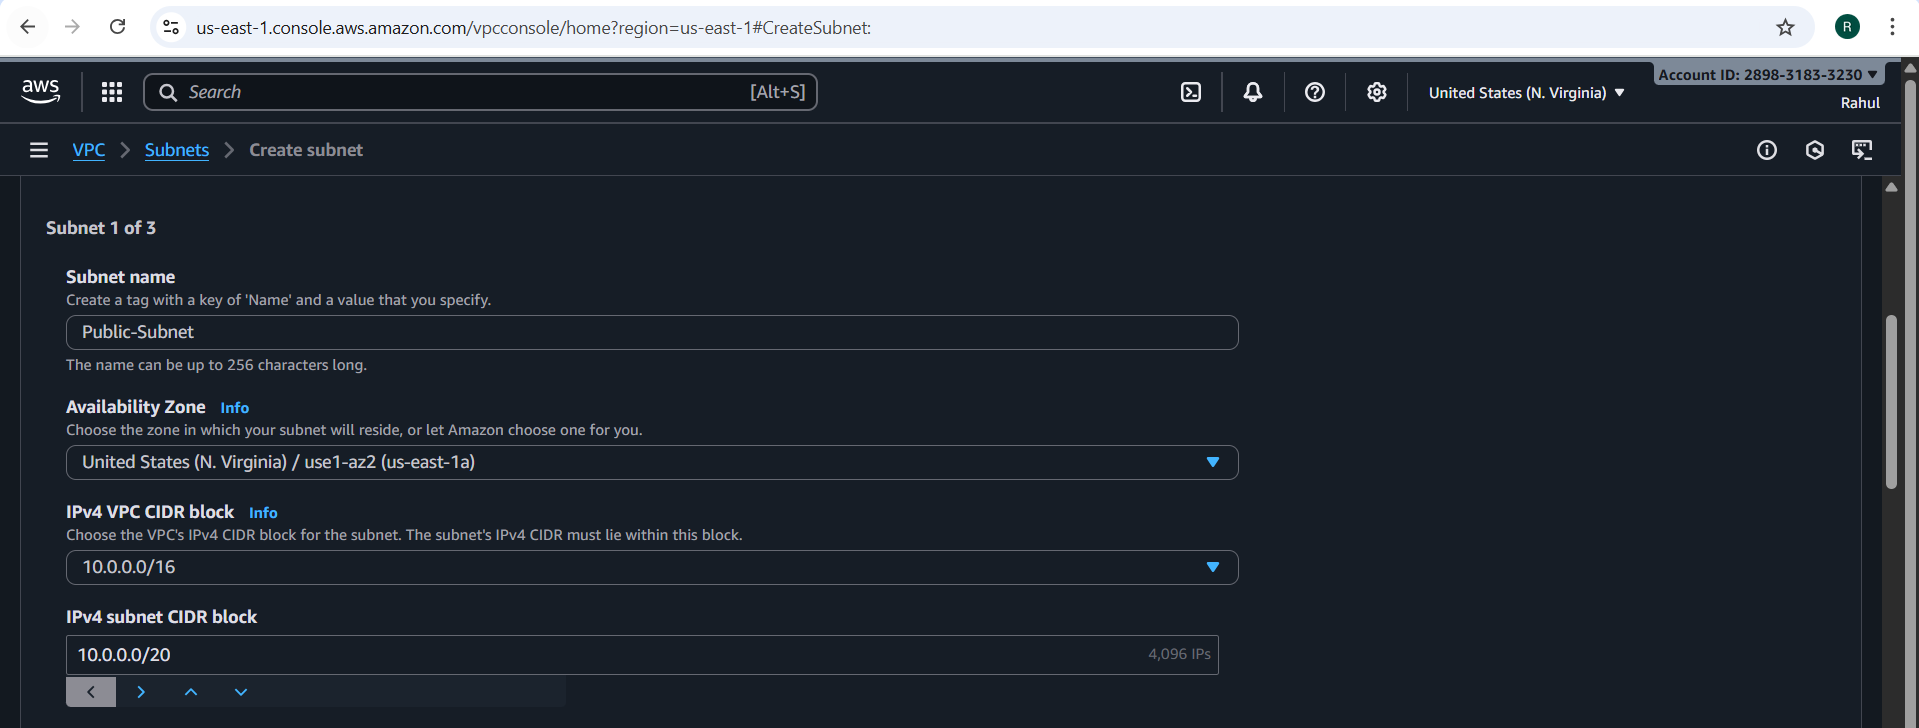 us-east-1.console.aws.amazon.com/vpcconsole/home?region=us-east-1#CreateSubnet:
R
aws
Search
[Alt+S]
United States (N. Virginia)
Account ID: 2898-3183-3230
Rahul
VPC
Subnets
Create subnet
Subnet 1 of 3
Subnet name
Create a tag with a key of 'Name' and a value that you specify.
Public-Subnet
The name can be up to 256 characters long.
Availability Zone Info
Choose the zone in which your subnet will reside, or let Amazon choose one for you.
United States (N. Virginia) / use1-az2 (us-east-1a)
IPv4 VPC CIDR block Info
Choose the VPC's IPv4 CIDR block for the subnet. The subnet's IPv4 CIDR must lie within this block.
10.0.0.0/16
IPv4 subnet CIDR block
10.0.0.0/20
4,096 IPs